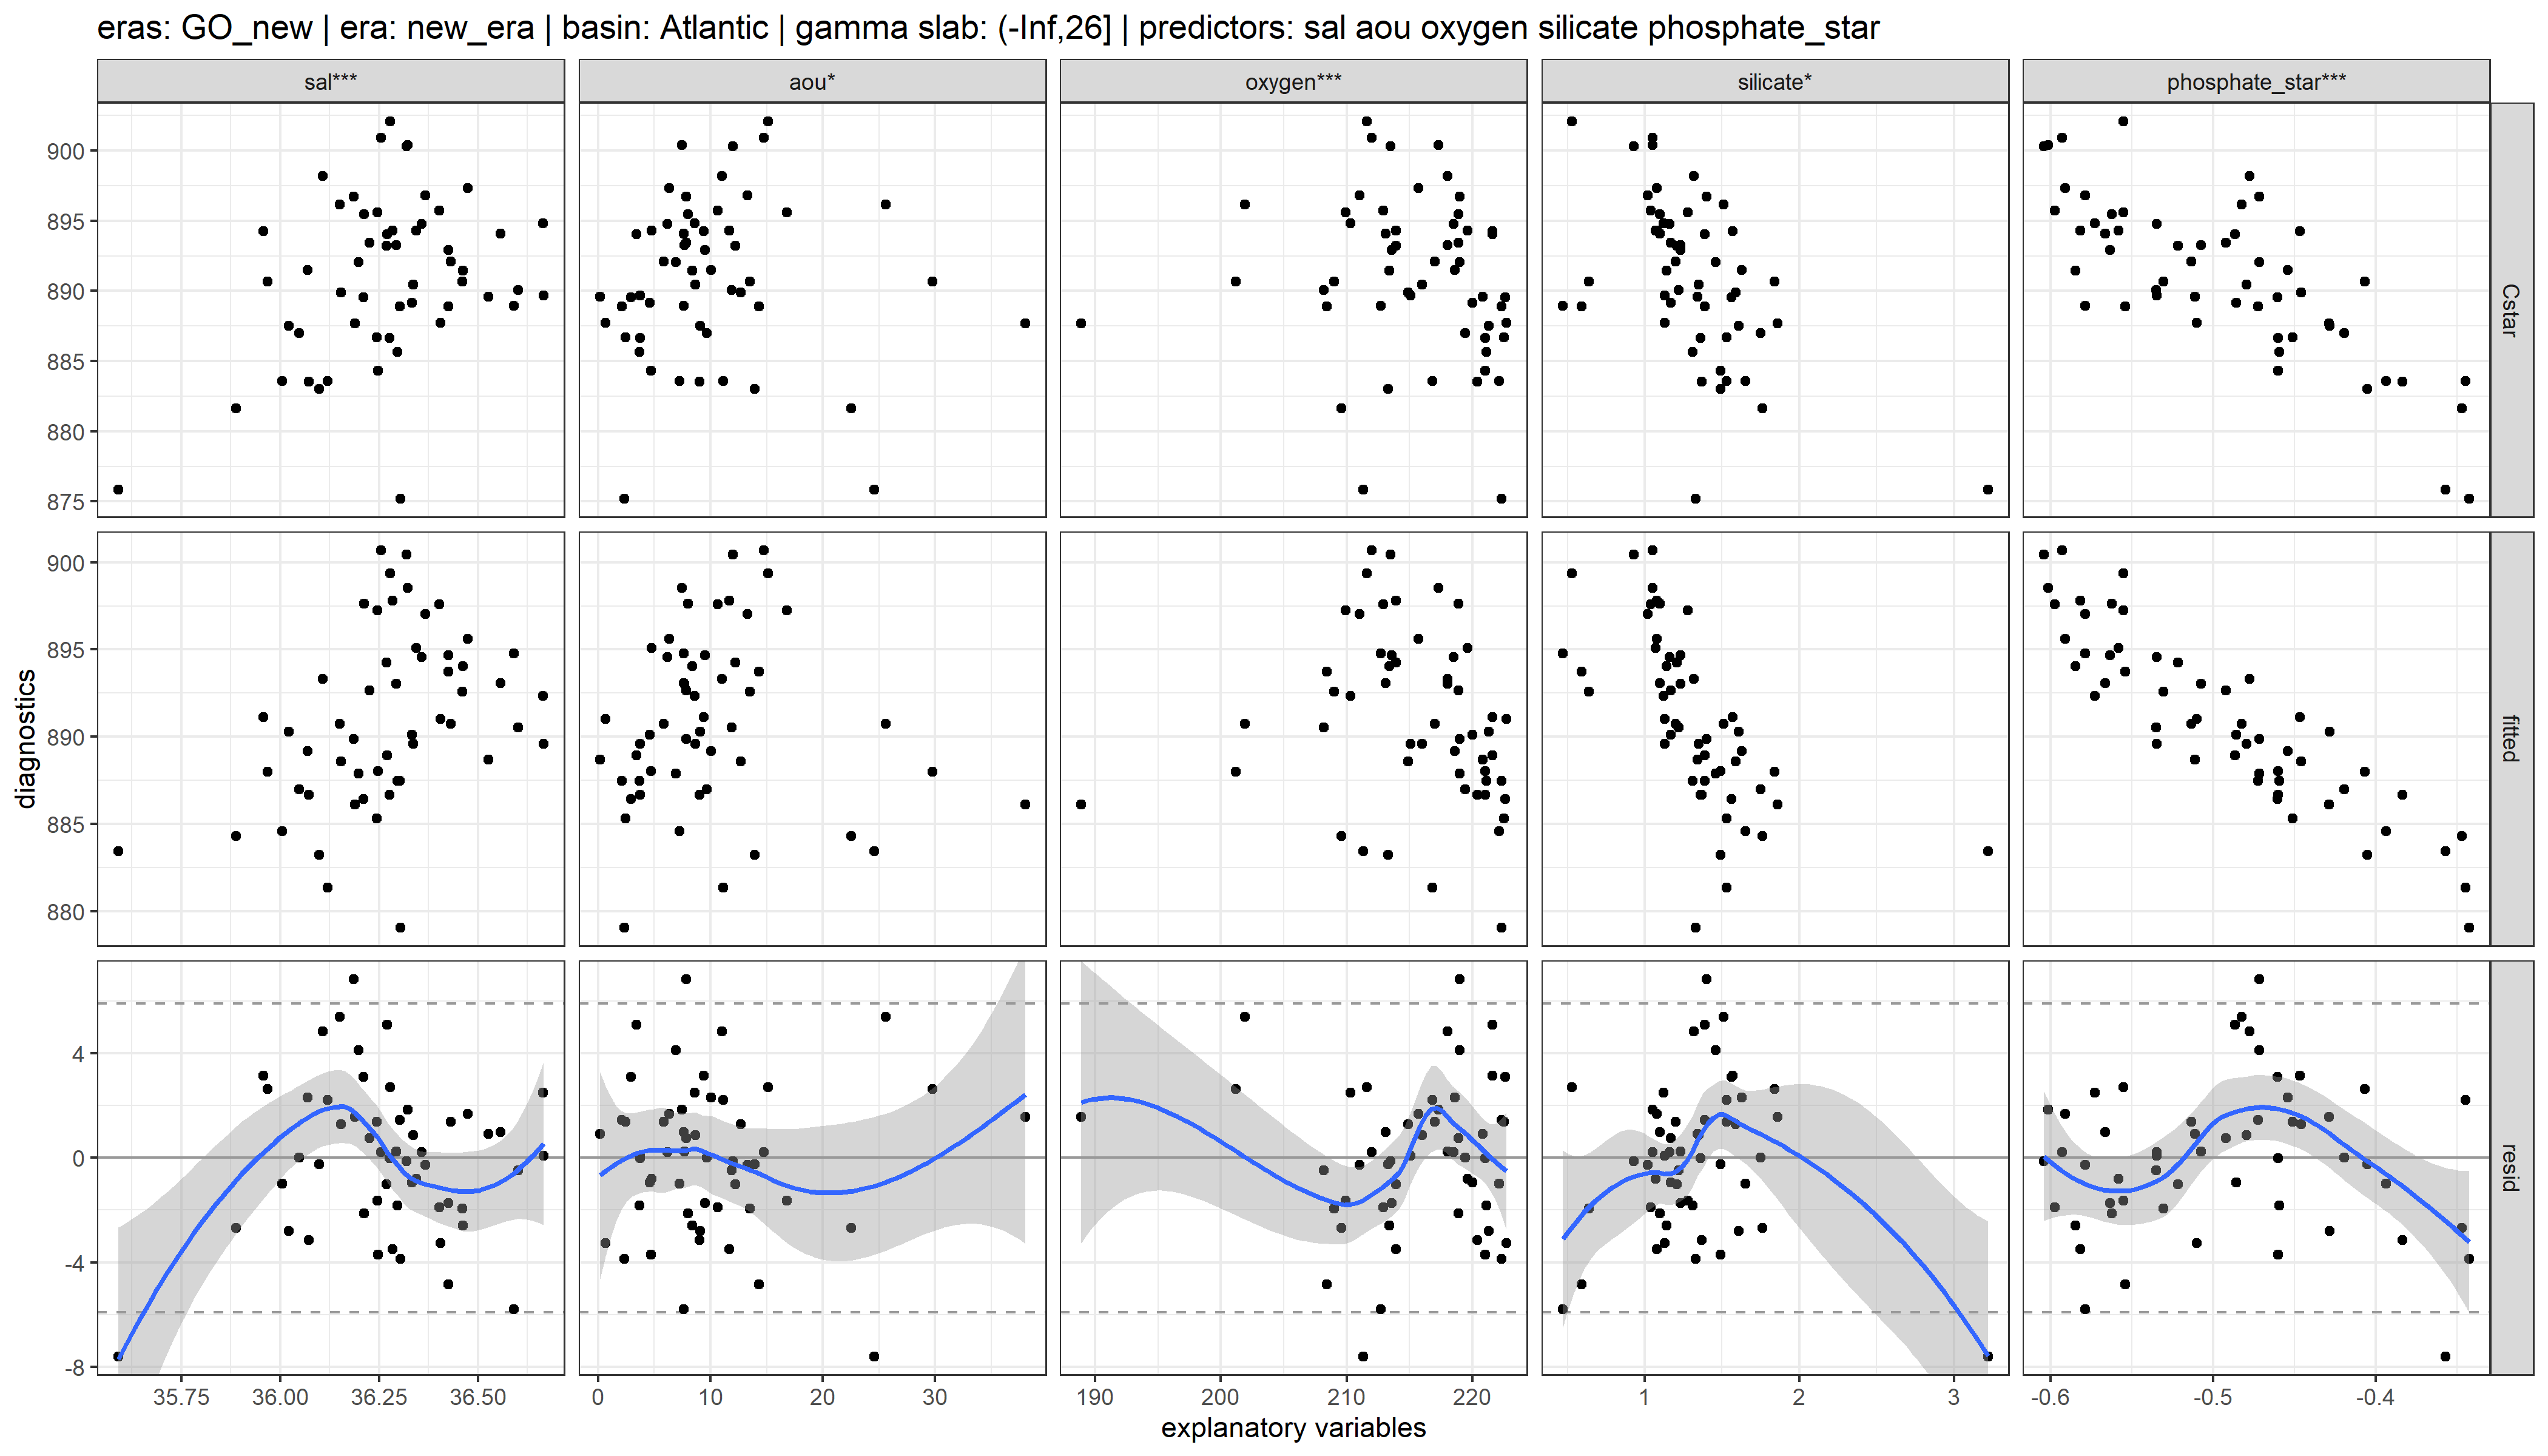 eras: GO_new | era: new_era | basin: Atlantic | gamma slab: (-Inf,26] | predictors: sal aou oxygen silicate phosphate_star
sal*** aou* oxygen*** silicate* phosphate_star***
900
895
890
885
880
875
Cstar
900
895
890
885
880
fitted
diagnostics
4
0
-4
-8
resid
35.75 36.00 36.25 36.50 0 10 20 30 190 200 210 220 1 2 3 -0.6 -0.5 -0.4
explanatory variables